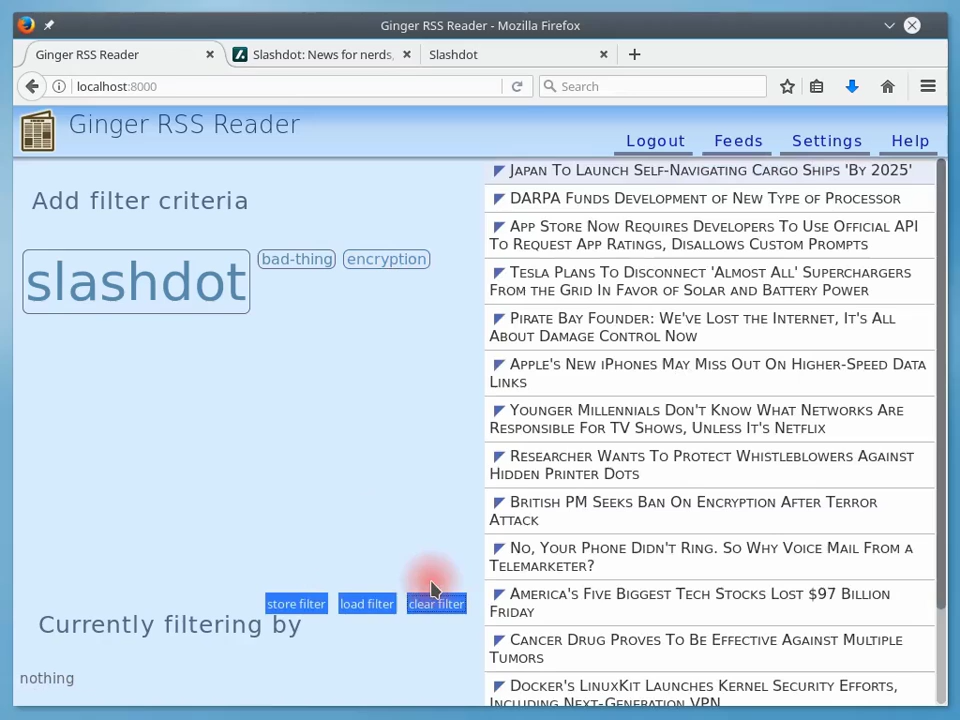 Ginger RSS Reader - Mozilla Firefox
Ginger RSS Reader
Slashdot: News for nerds,
Slashdot
localhost:8000
Search
Ginger RSS Reader
Logout
Feeds
Settings
Help
Add filter criteria
slashdot
bad-thing
encryption
store filter
load filter
clear filter
Currently filtering by
nothing
JAPAN TO LAUNCH SELF-NAVIGATING CARGO SHIPS 'BY 2025'
DARPA FUNDS DEVELOPMENT OF NEW TYPE OF PROCESSOR
APP STORE NOW REQUIRES DEVELOPERS TO USE OFFICIAL API
TO REQUEST APP RATINGS, DISALLOWS CUSTOM PROMPTS
TESLA PLANS TO DISCONNECT 'ALMOST ALL' SUPERCHARGERS
FROM THE GRID IN FAVOR OF SOLAR AND BATTERY POWER
PIRATE BAY FOUNDER: WE'VE LOST THE INTERNET, IT'S ALL
ABOUT DAMAGE CONTROL NOW
APPLE'S NEW IPHONES MAY MISS OUT ON HIGHER-SPEED DATA
LINKS
YOUNGER MILLENNIALS DON'T KNOW WHAT NETWORKS ARE
RESPONSIBLE FOR TV SHOWS, UNLESS IT'S NETFLIX
RESEARCHER WANTS TO PROTECT WHISTLEBLOWERS AGAINST
HIDDEN PRINTER DOTS
BRITISH PM SEEKS BAN ON ENCRYPTION AFTER TERROR
ATTACK
NO, YOUR PHONE DIDN'T RING. SO WHY VOICE MAIL FROM A
TELEMARKETER?
AMERICA'S FIVE BIGGEST TECH STOCKS LOST $97 BILLION
FRIDAY
CANCER DRUG PROVES TO BE EFFECTIVE AGAINST MULTIPLE
TUMORS
DOCKER'S LINUXKIT LAUNCHES KERNEL SECURITY EFFORTS,
INCLUDING NEXT-GENERATION VPN